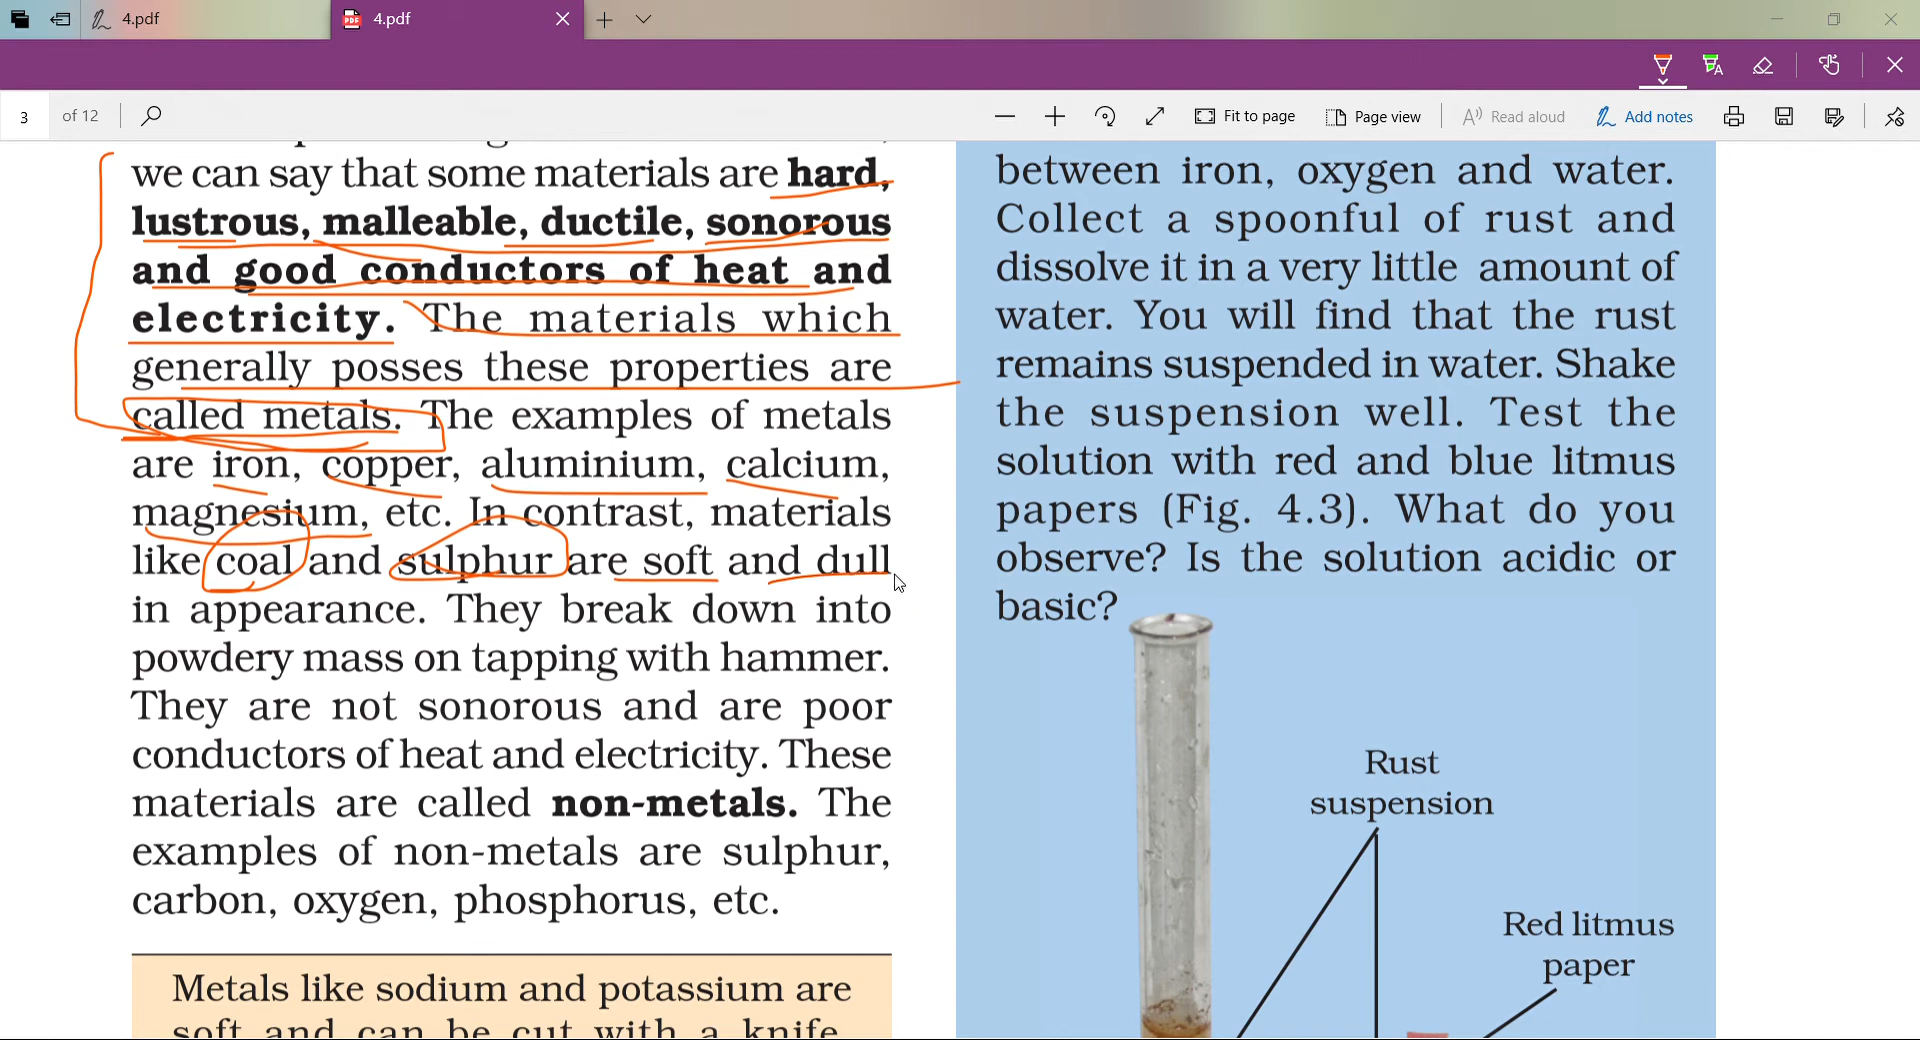 4.pdf
4.pdf
3 of 12
Fit to page
Page view
Read aloud
Add notes
we can say that some materials are hard,
lustrous, malleable, ductile, sonorous
and good conductors of heat and
electricity. The materials which
generally posses these properties are
called metals. The examples of metals
are iron, copper, aluminium, calcium,
magnesium, etc. In contrast, materials
like coal and sulphur are soft and dull
in appearance. They break down into
powdery mass on tapping with hammer.
They are not sonorous and are poor
conductors of heat and electricity. These
materials are called non-metals. The
examples of non-metals are sulphur,
carbon, oxygen, phosphorus, etc.
Metals like sodium and potassium are
soft and can be cut with a knife
between iron, oxygen and water.
Collect a spoonful of rust and
dissolve it in a very little amount of
water. You will find that the rust
remains suspended in water. Shake
the suspension well. Test the
solution with red and blue litmus
papers (Fig. 4.3). What do you
observe? Is the solution acidic or
basic?
Rust
suspension
Red litmus
paper